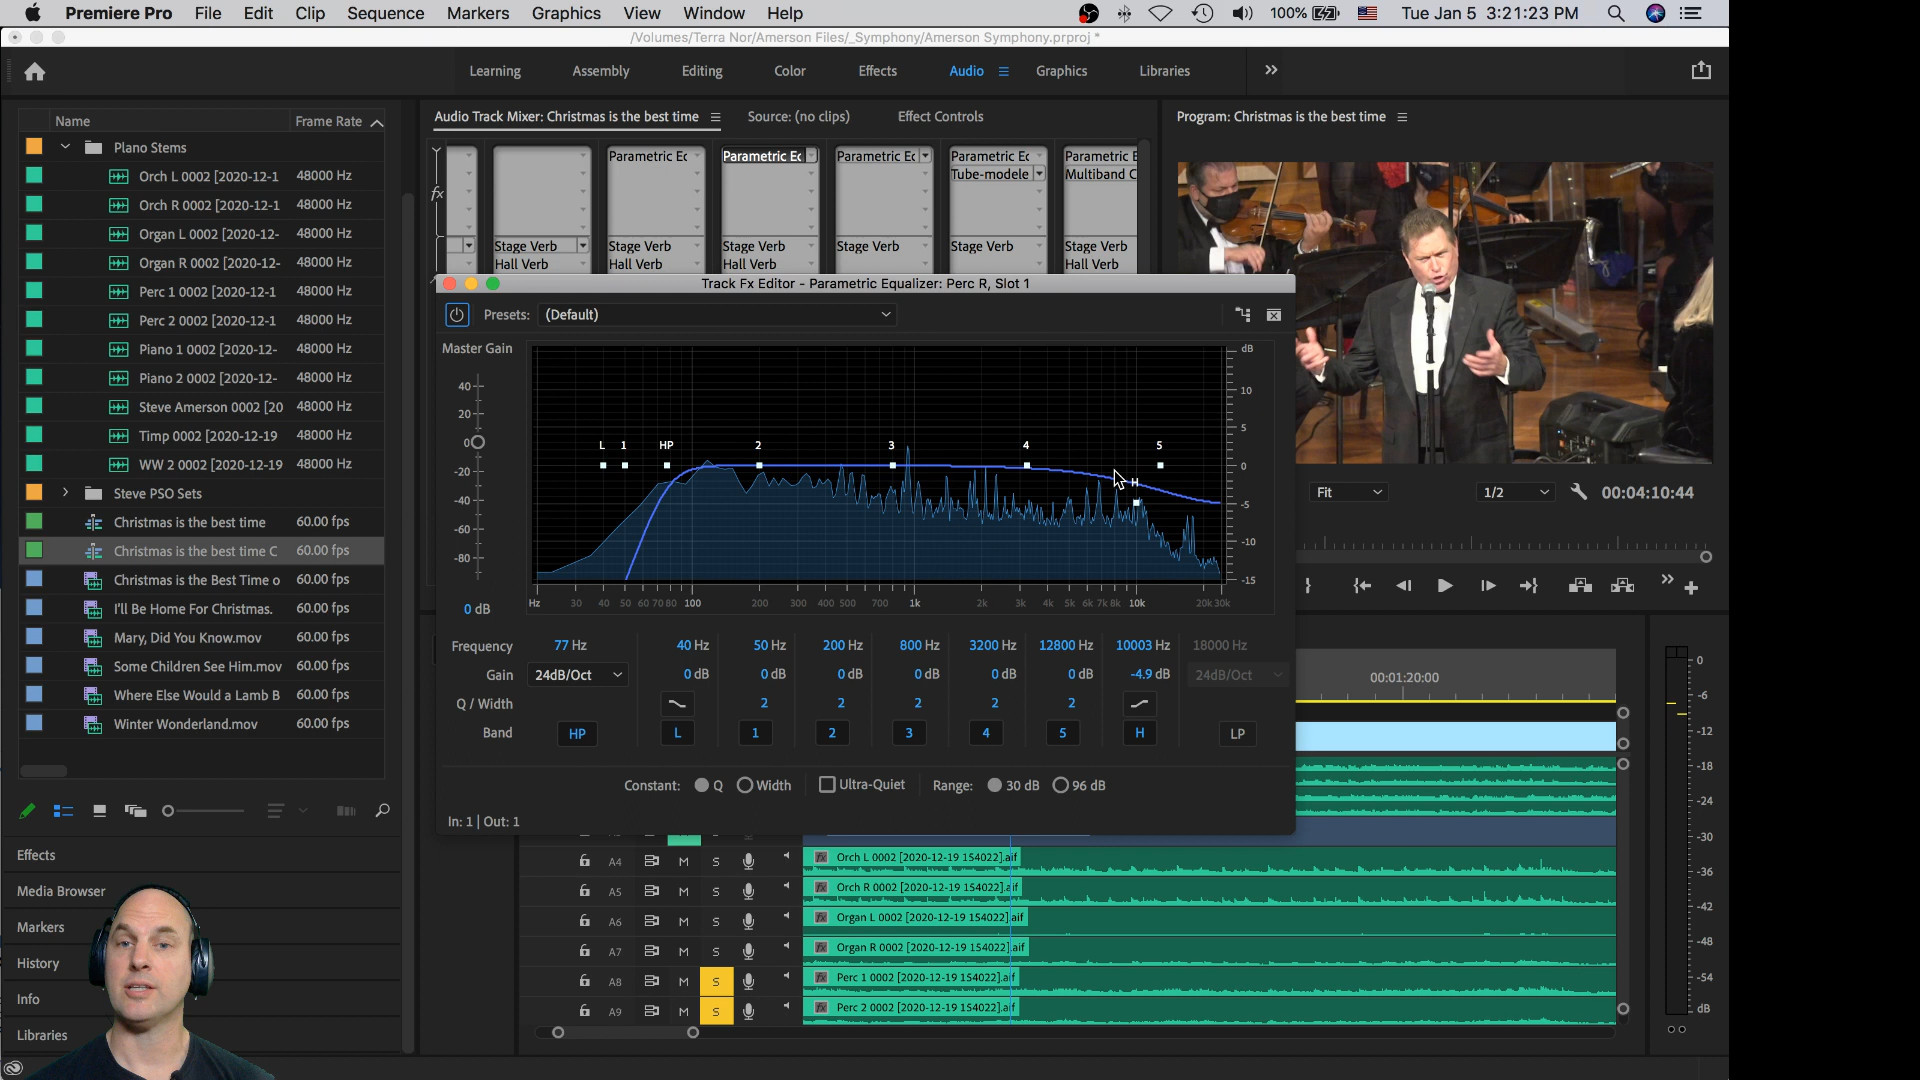 Premiere Pro File Edit Clip Sequence Markers Graphics View Window Help 100% Tue Jan 5 3:21:23 PM
/Volumes/Terra Nor/Amerson Files/_Symphony/Amerson Symphony.prproj *
Learning Assembly Editing Color Effects Audio Graphics Libraries
Name Frame Rate
Plano Stems
Orch L 0002 [2020-12-1 48000 Hz
Orch R 0002 [2020-12-1 48000 Hz
Organ L 0002 [2020-12- 48000 Hz
Organ R 0002 [2020-12- 48000 Hz
Perc 1 0002 [2020-12-1 48000 Hz
Perc 2 0002 [2020-12-1 48000 Hz
Piano 1 0002 [2020-12- 48000 Hz
Piano 2 0002 [2020-12- 48000 Hz
Steve Amerson 0002 [20 48000 Hz
Timp 0002 [2020-12-19 48000 Hz
WW 2 0002 [2020-12-19 48000 Hz
Steve PSO Sets
Christmas is the best time 60.00 fps
Christmas is the best time C 60.00 fps
Christmas is the Best Time o 60.00 fps
I'll Be Home For Christmas. 60.00 fps
Mary, Did You Know.mov 60.00 fps
Some Children See Him.mov 60.00 fps
Where Else Would a Lamb B 60.00 fps
Winter Wonderland.mov 60.00 fps
Effects
Media Browser
Markers
History
Info
Libraries
Audio Track Mixer: Christmas is the best time Source: (no clips) Effect Controls
fx
Parametric Ec Parametric Ec Parametric Ec Parametric Ec Parametric E
Tube-modele Multiband C
Stage Verb Stage Verb Stage Verb Stage Verb Stage Verb Stage Verb
Hall Verb Hall Verb Hall Verb Hall Verb
Track Fx Editor - Parametric Equalizer: Perc R, Slot 1
Presets: (Default)
Master Gain
40
20
0
-20
-40
-60
-80
0 dB
L 1 HP 2 3 4 5
H
dB
10
5
0
-5
-10
-15
Hz 30 40 50 60 70 80 100 200 300 400 500 700 1k 2k 3k 4k 5k 6k 7k 8k 10k 20k 30k
Frequency 77 Hz 40 Hz 50 Hz 200 Hz 800 Hz 3200 Hz 12800 Hz 10003 Hz 18000 Hz
Gain 24dB/Oct 0 dB 0 dB 0 dB 0 dB 0 dB 0 dB -4.9 dB 24dB/Oct
Q / Width 2 2 2 2 2
Band HP L 1 2 3 4 5 H LP
Constant: Q Width Ultra-Quiet Range: 30 dB 96 dB
In: 1 | Out: 1
Program: Christmas is the best time
Fit 1/2 00:04:10:44
00:01:20:00
A4 M S fx Orch L 0002 [2020-12-19 154022].aif
A5 M S fx Orch R 0002 [2020-12-19 154022].aif
A6 M S fx Organ L 0002 [2020-12-19 154022].aif
A7 M S fx Organ R 0002 [2020-12-19 154022].aif
A8 M S fx Perc 1 0002 [2020-12-19 154022].aif
A9 M S fx Perc 2 0002 [2020-12-19 154022].aif
0
-6
-12
-18
-24
-30
-36
-42
-48
-54
dB